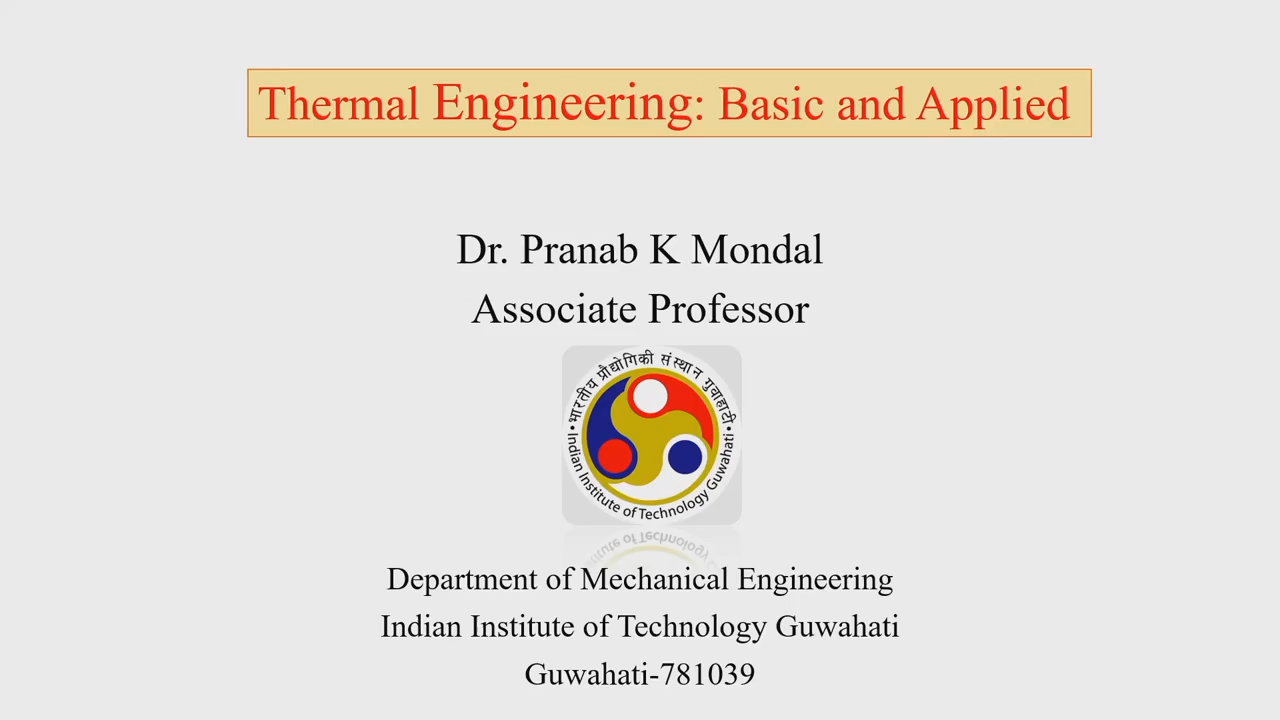 Thermal Engineering: Basic and Applied
Dr. Pranab K Mondal
Associate Professor
भारतीय प्रौद्योगिकी संस्थान गुवाहाटी
Indian Institute of Technology Guwahati
Department of Mechanical Engineering
Indian Institute of Technology Guwahati
Guwahati-781039